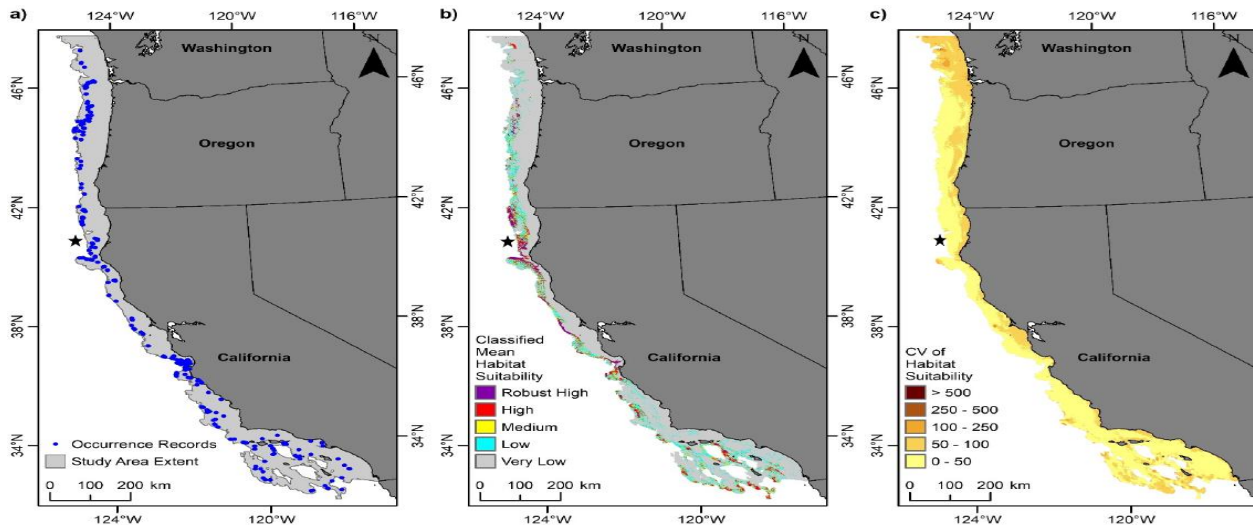 a)
124°W
120°W
116°W
N
Washington
Oregon
California
46°N
42°N
38°N
34°N
Occurrence Records
Study Area Extent
0 100 200 km
124°W
120°W
b)
124°W
120°W
116°W
N
Washington
Oregon
California
46°N
42°N
38°N
34°N
Classified
Mean
Habitat
Suitability
Robust High
High
Medium
Low
Very Low
0 100 200 km
124°W
120°W
c)
124°W
120°W
116°W
N
Washington
Oregon
California
46°N
42°N
38°N
34°N
CV of
Habitat
Suitability
> 500
250 - 500
100 - 250
50 - 100
0 - 50
0 100 200 km
124°W
120°W
46°N
42°N
38°N
34°N